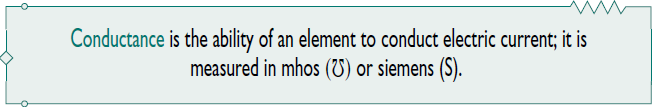 Conductance is the ability of an element to conduct electric current; it is
measured in mhos (℧) or siemens (S).